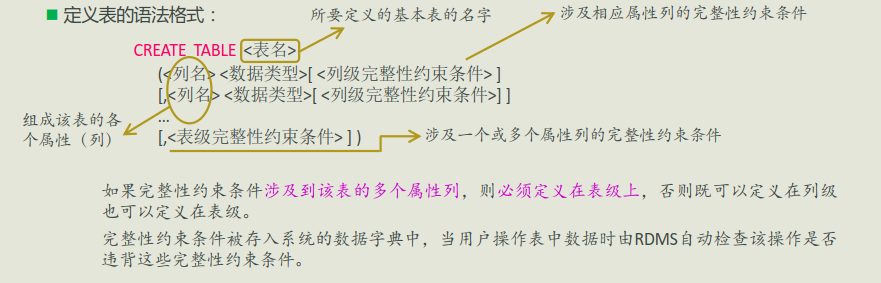 定义表的语法格式：
所要定义的基本表的名字
涉及相应属性列的完整性约束条件
CREATE TABLE <表名>
(<列名> <数据类型>[ <列级完整性约束条件> ]
[,<列名> <数据类型>[ <列级完整性约束条件>] ]
…
[,<表级完整性约束条件> ] )
组成该表的各
个属性（列）
涉及一个或多个属性列的完整性约束条件
如果完整性约束条件涉及到该表的多个属性列，则必须定义在表级上，否则既可以定义在列级
也可以定义在表级。
完整性约束条件被存入系统的数据字典中，当用户操作表中数据时由RDMS自动检查该操作是否
违背这些完整性约束条件。